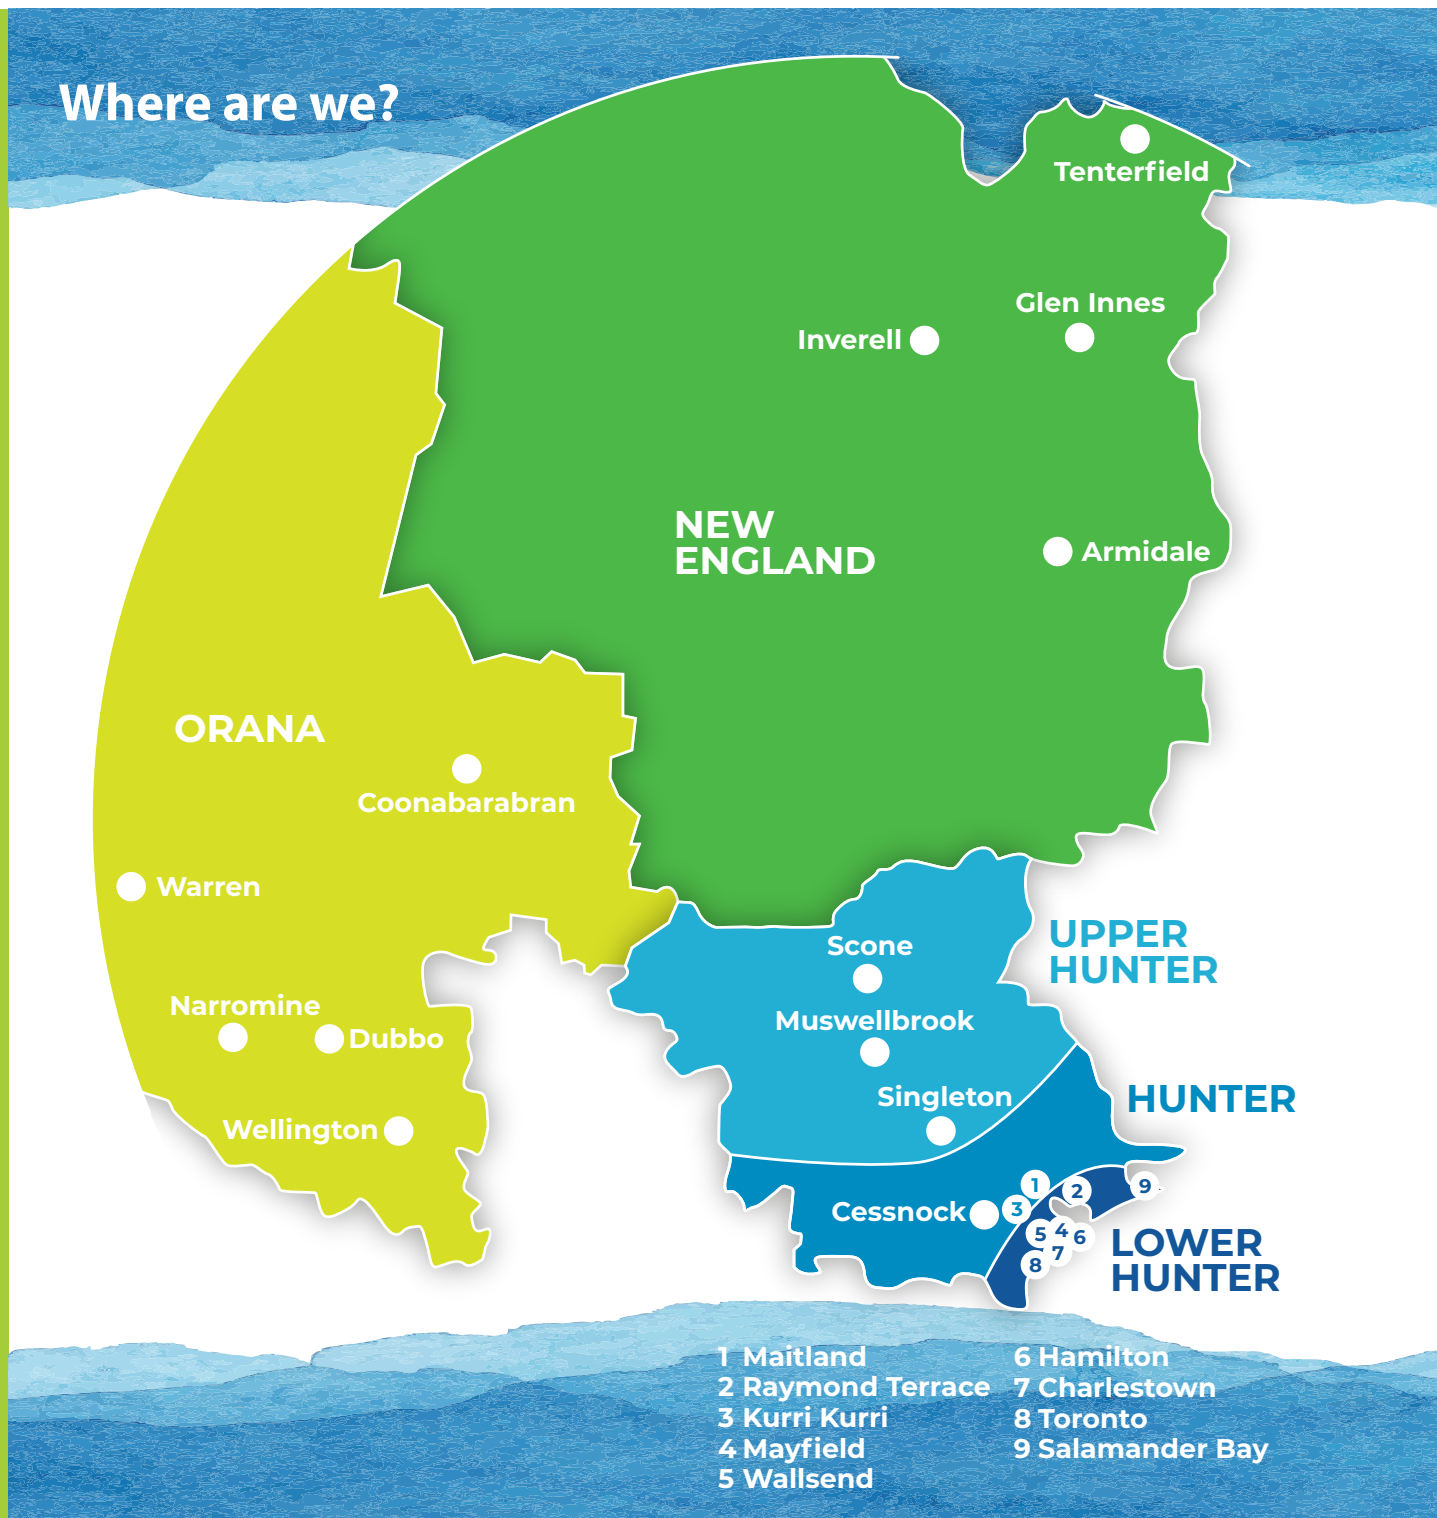 Where are we?
Tenterfield
Glen Innes
Inverell
NEW
ENGLAND
Armidale
ORANA
Coonabarabran
Warren
Narromine
Dubbo
Wellington
UPPER
HUNTER
Scone
Muswellbrook
Singleton
HUNTER
Cessnock
1
2
9
3
5
4
6
7
8
LOWER
HUNTER
1 Maitland
2 Raymond Terrace
3 Kurri Kurri
4 Mayfield
5 Wallsend
6 Hamilton
7 Charlestown
8 Toronto
9 Salamander Bay